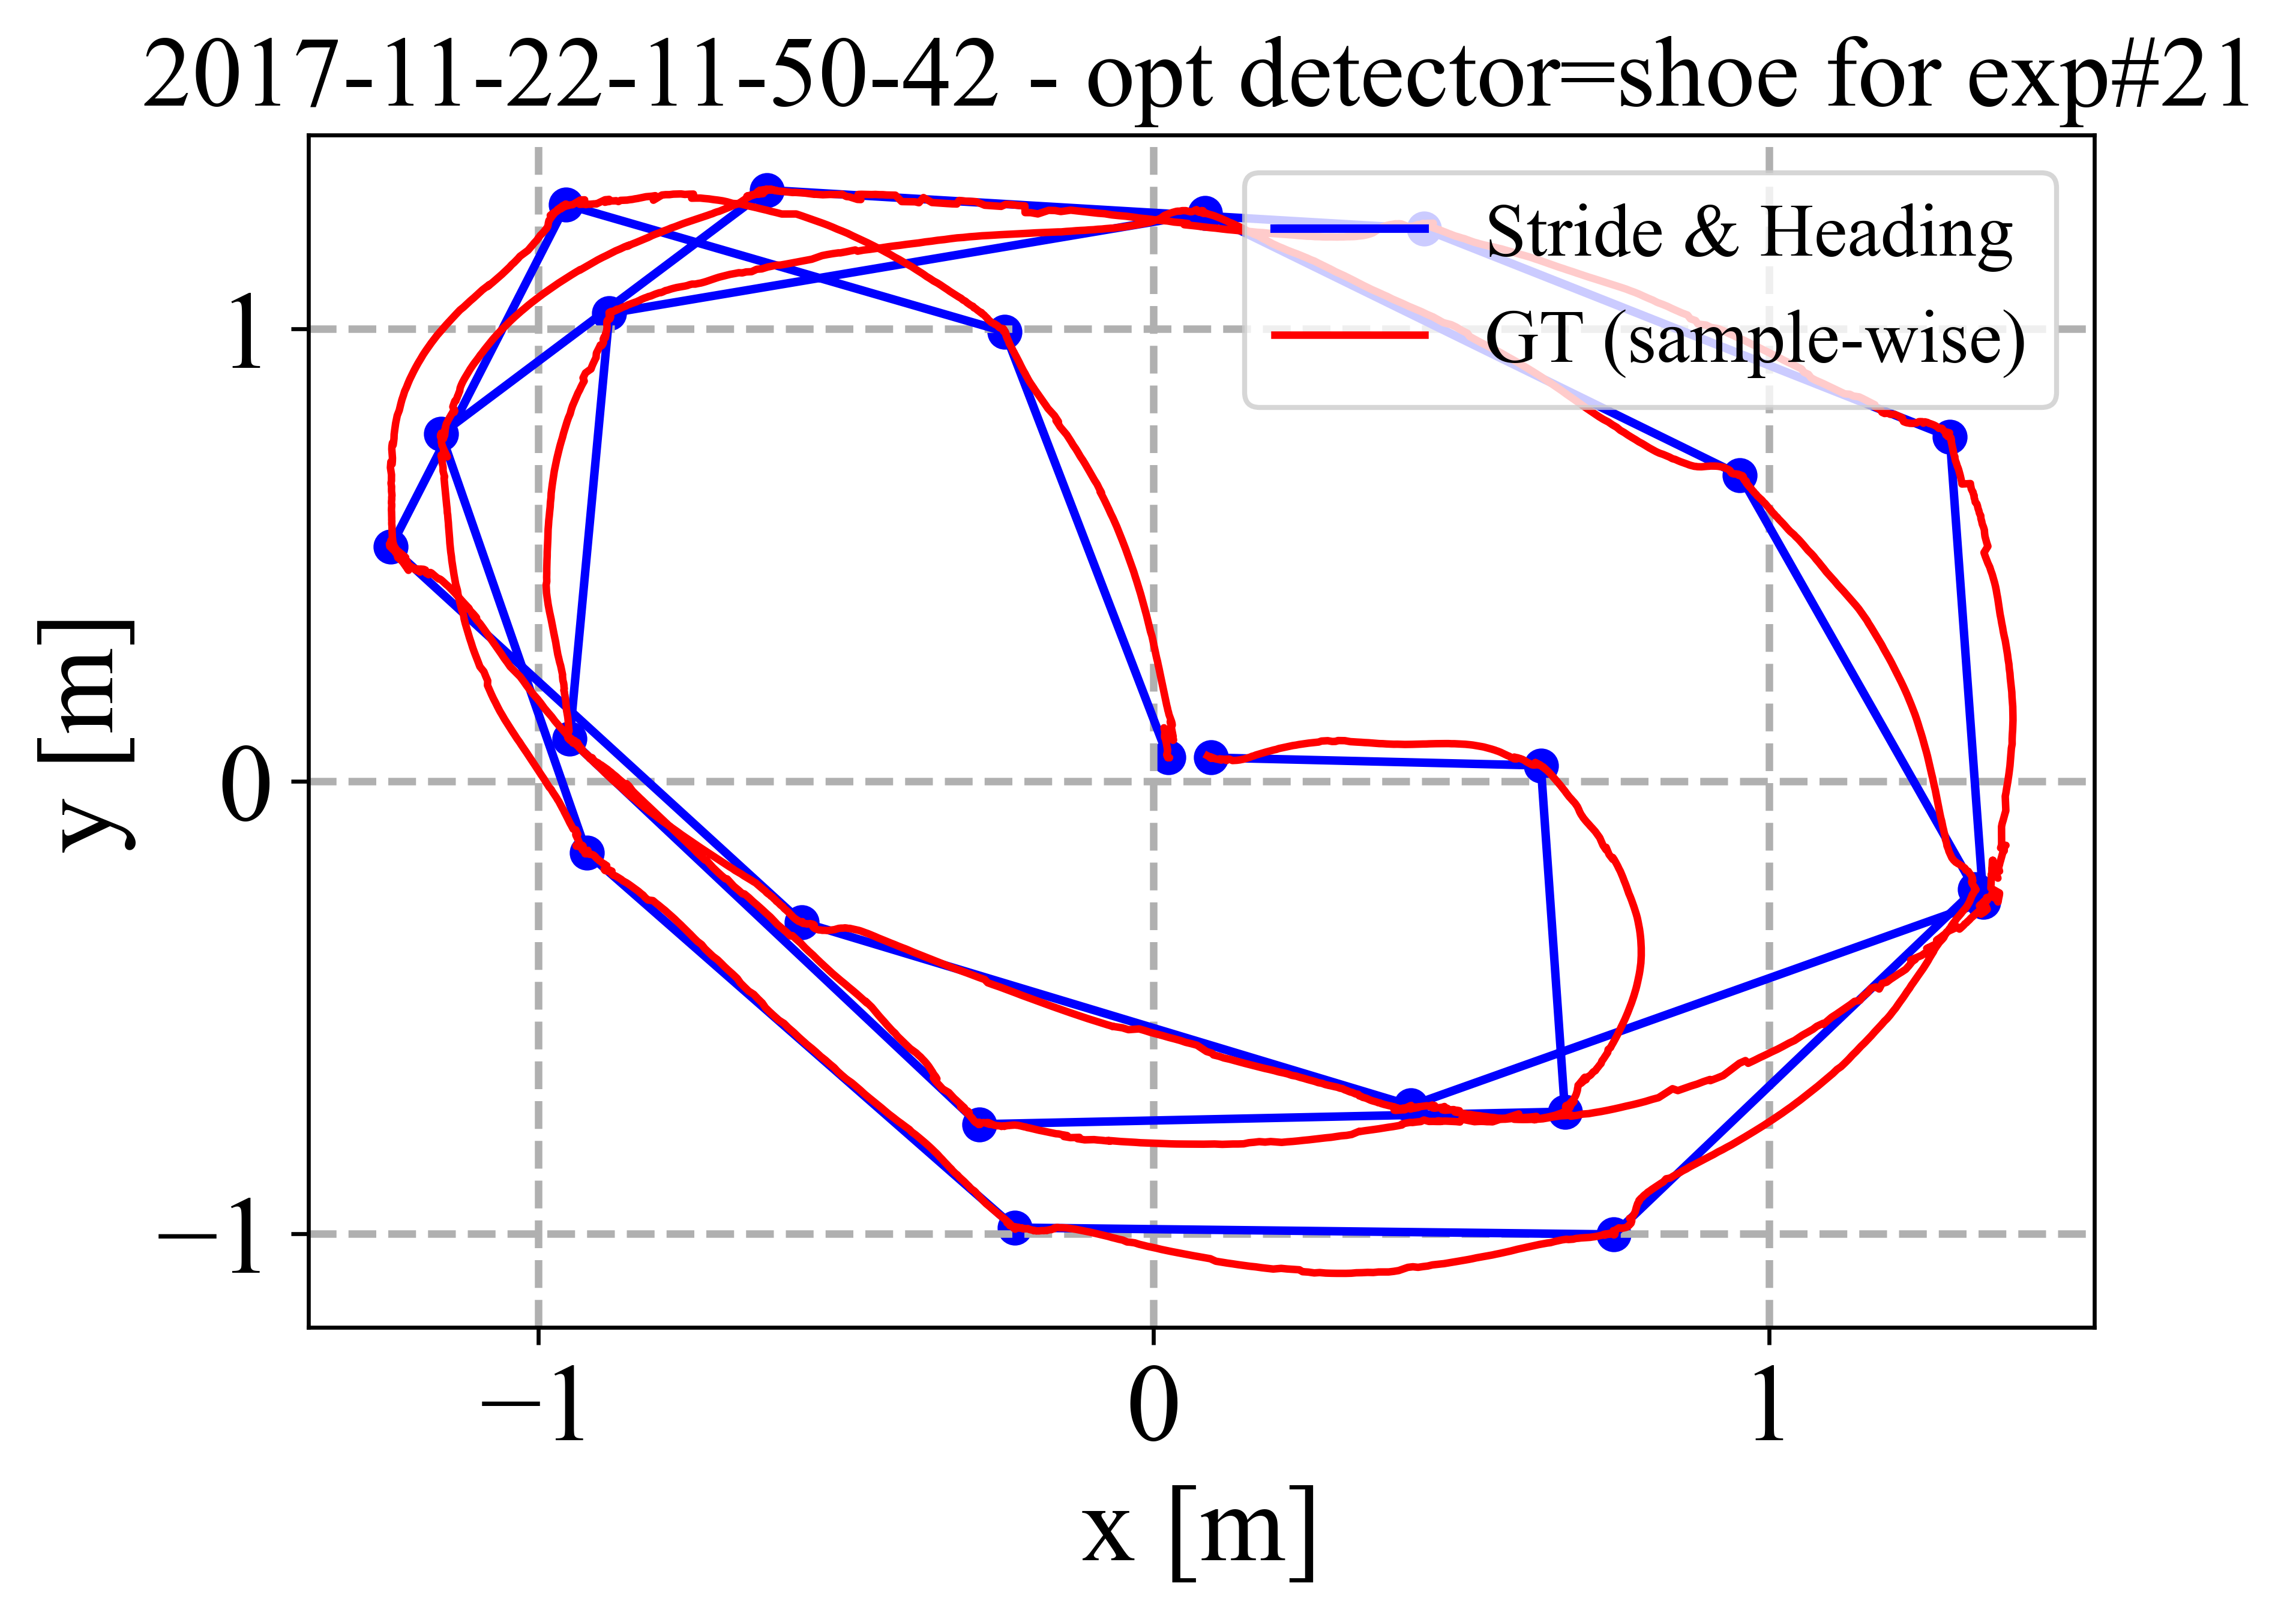 2017-11-22-11-50-42 - opt detector=shoe for exp#21
Stride & Heading
GT (sample-wise)
1
0
−1
y [m]
−1
0
1
x [m]